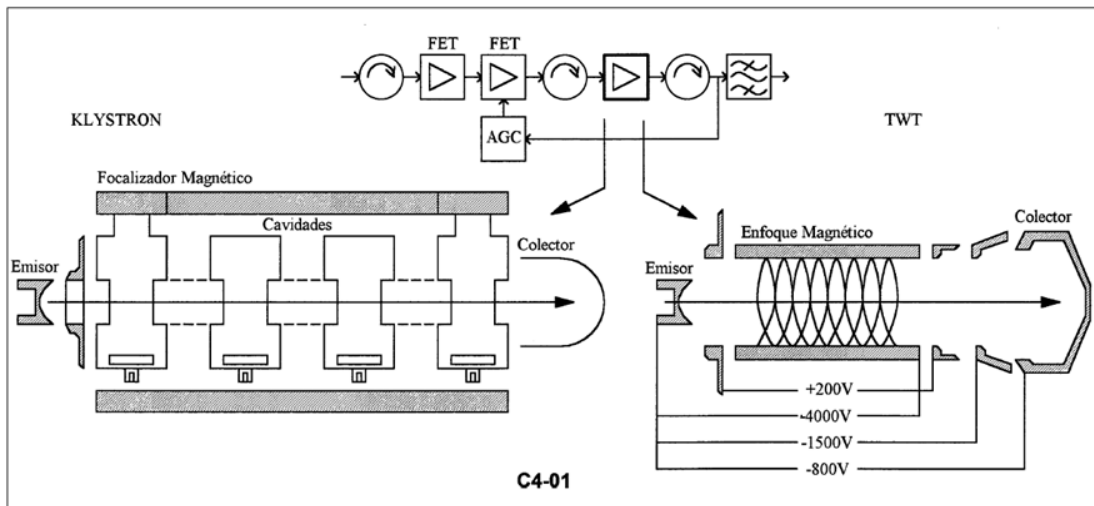 FET
FET
KLYSTRON
TWT
AGC
Focalizador Magnético
Cavidades
Colector
Emisor
Colector
Enfoque Magnético
Emisor
+200V
-4000V
-1500V
-800V
C4-01